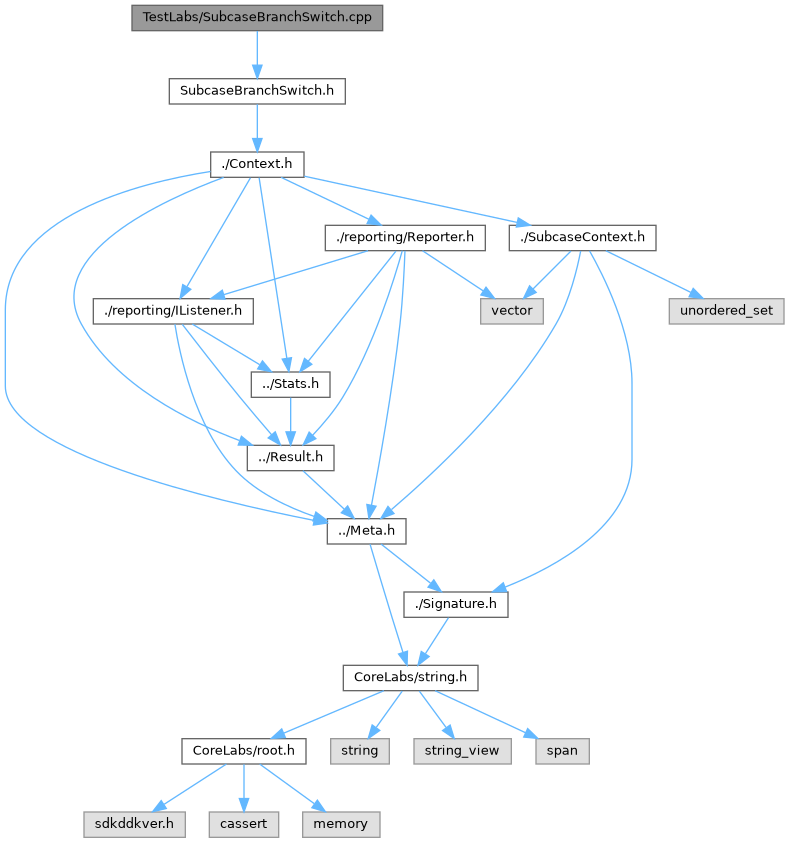 TestLabs/SubcaseBranchSwitch.cpp
SubcaseBranchSwitch.h
./Context.h
./reporting/Reporter.h
./SubcaseContext.h
./reporting/IListener.h
vector
unordered_set
../Stats.h
../Result.h
../Meta.h
./Signature.h
CoreLabs/string.h
CoreLabs/root.h
string
string_view
span
sdkddkver.h
cassert
memory